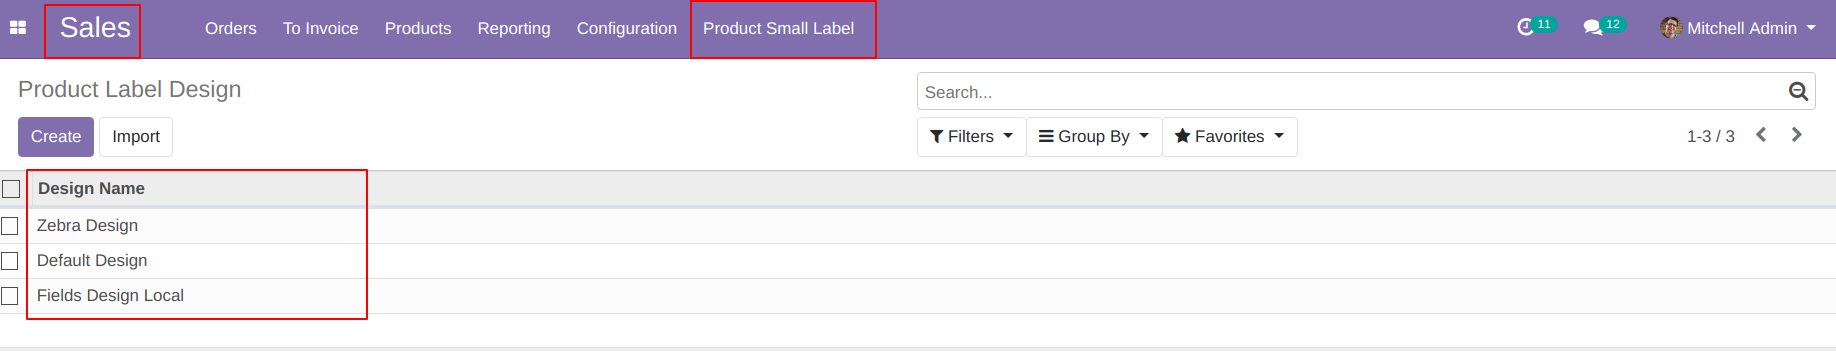 Sales Orders To Invoice Products Reporting Configuration Product Small Label 11 12 Mitchell Admin
Product Label Design
Search...
Create Import
Filters Group By Favorites 1-3 / 3
Design Name
Zebra Design
Default Design
Fields Design Local